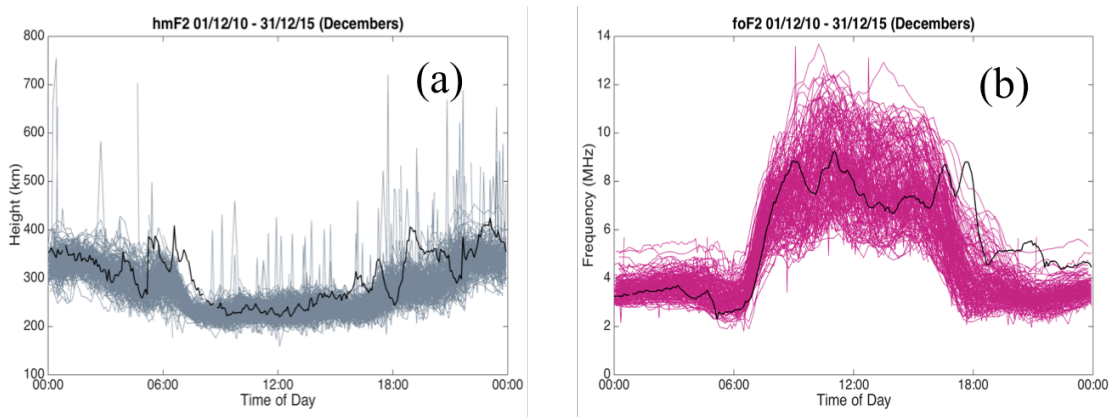 hmF2 01/12/10 - 31/12/15 (Decembers)
(a)
Height (km)
800
700
600
500
400
300
200
100
00:00 06:00 12:00 18:00 00:00
Time of Day
foF2 01/12/10 - 31/12/15 (Decembers)
(b)
Frequency (MHz)
14
12
10
8
6
4
2
0
00:00 06:00 12:00 18:00 00:00
Time of Day